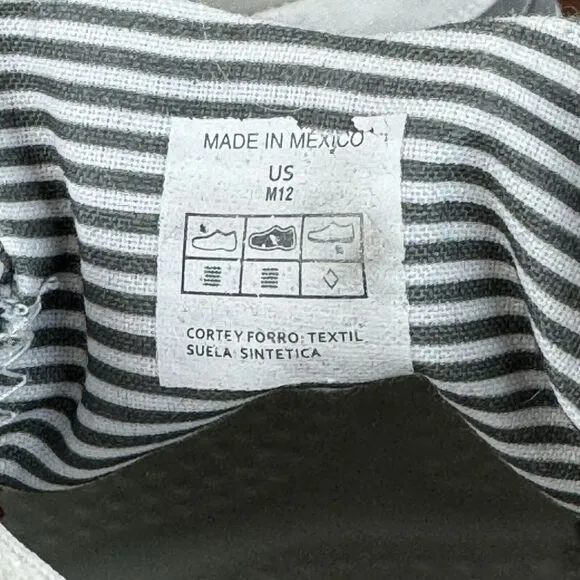 MADE IN MEXICO
US
M12
CORTE Y FORRO: TEXTIL
SUELA: SINTETICA